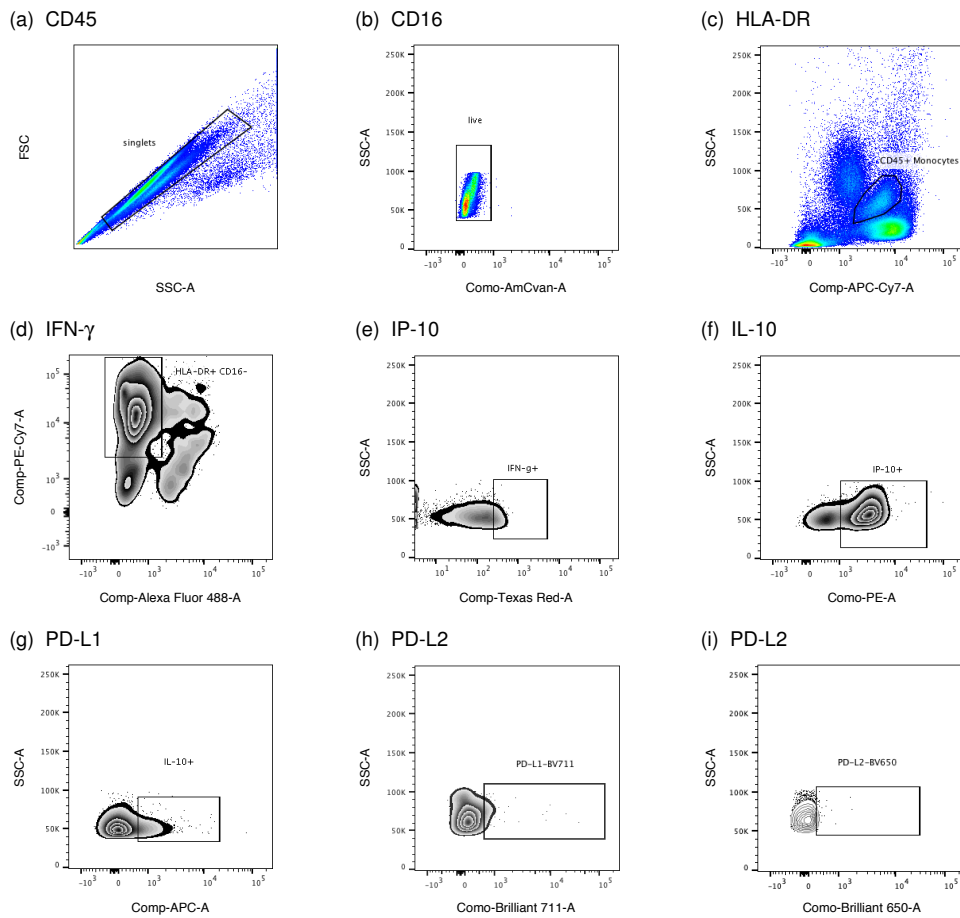 (a) CD45
FSC
singlets
SSC-A
(b) CD16
SSC-A
250K
200K
150K
100K
50K
0
live
-10³ 0 10³ 10⁴ 10⁵
Como-AmCvan-A
(c) HLA-DR
SSC-A
250K
200K
150K
100K
50K
0
CD45+ Monocytes
-10³ 0 10³ 10⁴ 10⁵
Comp-APC-Cy7-A
(d) IFN-γ
Comp-PE-Cy7-A
10⁵
10⁴
10³
0
-10³
HLA-DR+ CD16-
-10³ 0 10³ 10⁴ 10⁵
Comp-Alexa Fluor 488-A
(e) IP-10
SSC-A
250K
200K
150K
100K
50K
0
IFN-g+
10¹ 10² 10³ 10⁴ 10⁵
Comp-Texas Red-A
(f) IL-10
SSC-A
250K
200K
150K
100K
50K
0
IP-10+
-10³ 0 10³ 10⁴ 10⁵
Como-PE-A
(g) PD-L1
SSC-A
250K
200K
150K
100K
50K
0
IL-10+
-10³ 0 10³ 10⁴ 10⁵
Comp-APC-A
(h) PD-L2
SSC-A
250K
200K
150K
100K
50K
0
PD-L1-BV711
-10³ 0 10³ 10⁴ 10⁵
Como-Brilliant 711-A
(i) PD-L2
SSC-A
250K
200K
150K
100K
50K
0
PD-L2-BV650
-10³ 0 10³ 10⁴ 10⁵
Como-Brilliant 650-A